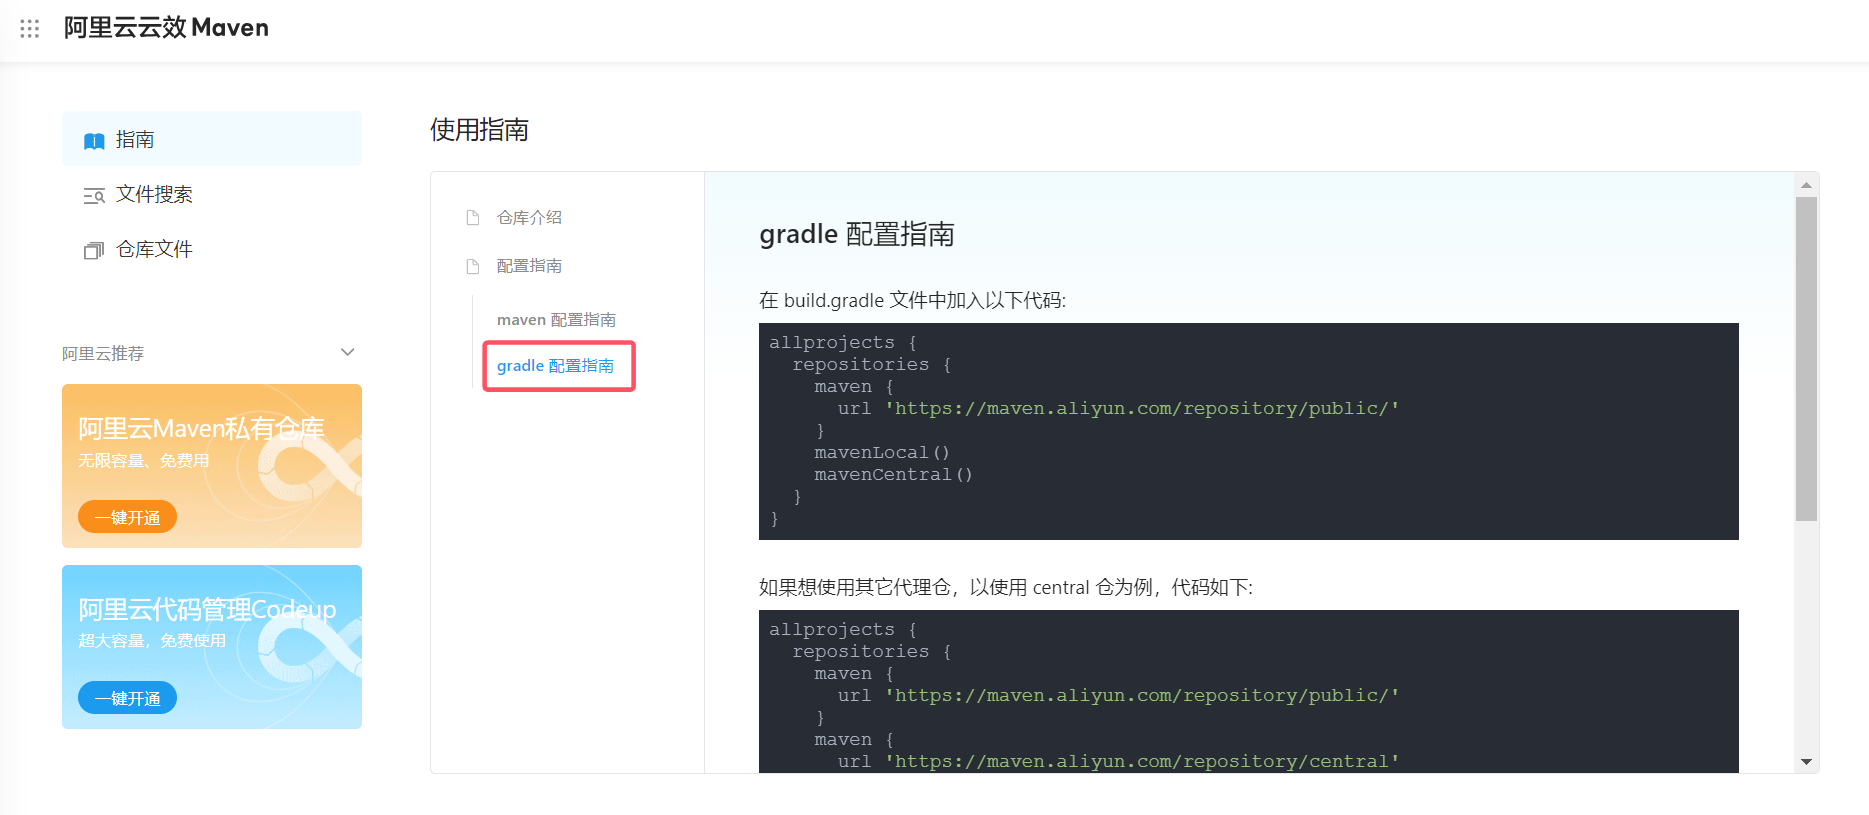 阿里云云效 Maven
指南
文件搜索
仓库文件
阿里云推荐
阿里云Maven私有仓库
无限容量、免费用
一键开通
阿里云代码管理Codeup
超大容量，免费使用
一键开通
使用指南
仓库介绍
配置指南
maven 配置指南
gradle 配置指南
gradle 配置指南
在 build.gradle 文件中加入以下代码:
allprojects {
  repositories {
    maven {
      url 'https://maven.aliyun.com/repository/public/'
    }
    mavenLocal()
    mavenCentral()
  }
}
如果想使用其它代理仓，以使用 central 仓为例，代码如下:
allprojects {
  repositories {
    maven {
      url 'https://maven.aliyun.com/repository/public/'
    }
    maven {
      url 'https://maven.aliyun.com/repository/central'